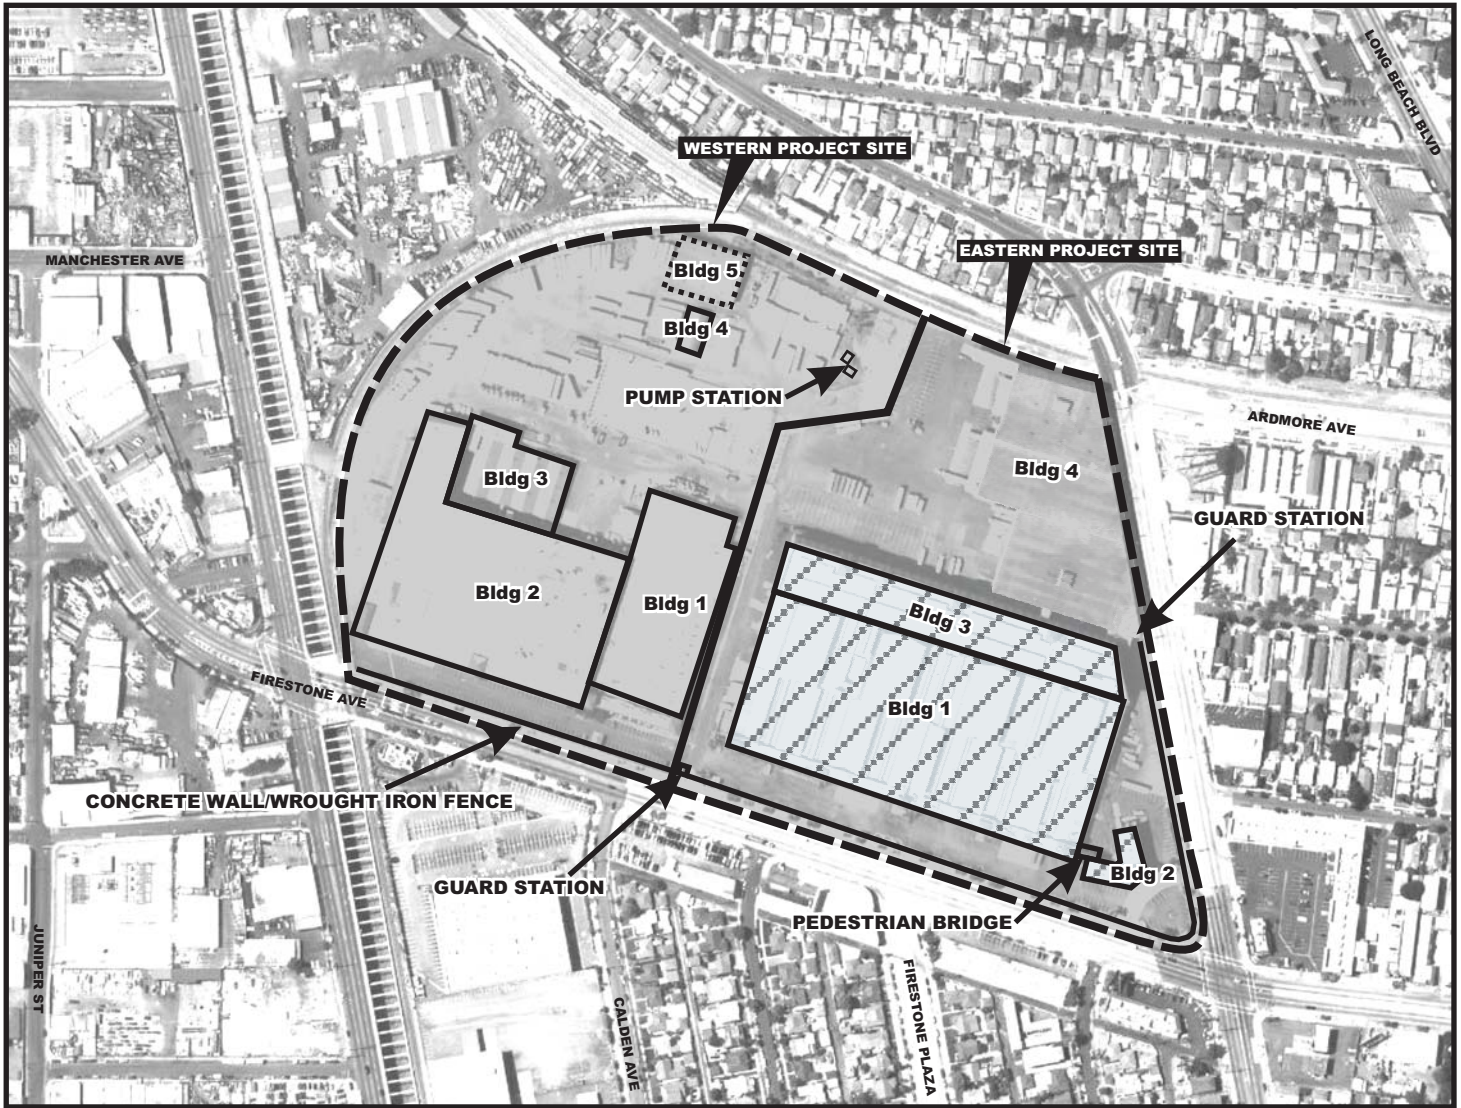 LONG BEACH BLVD
WESTERN PROJECT SITE
EASTERN PROJECT SITE
MANCHESTER AVE
Bldg 5
Bldg 4
PUMP STATION
ARDMORE AVE
Bldg 4
Bldg 3
GUARD STATION
Bldg 2
Bldg 1
Bldg 3
FIRESTONE AVE
Bldg 1
CONCRETE WALL/WROUGHT IRON FENCE
GUARD STATION
Bldg 2
PEDESTRIAN BRIDGE
JUNIPER ST
CALDEN AVE
FIRESTONE PLAZA